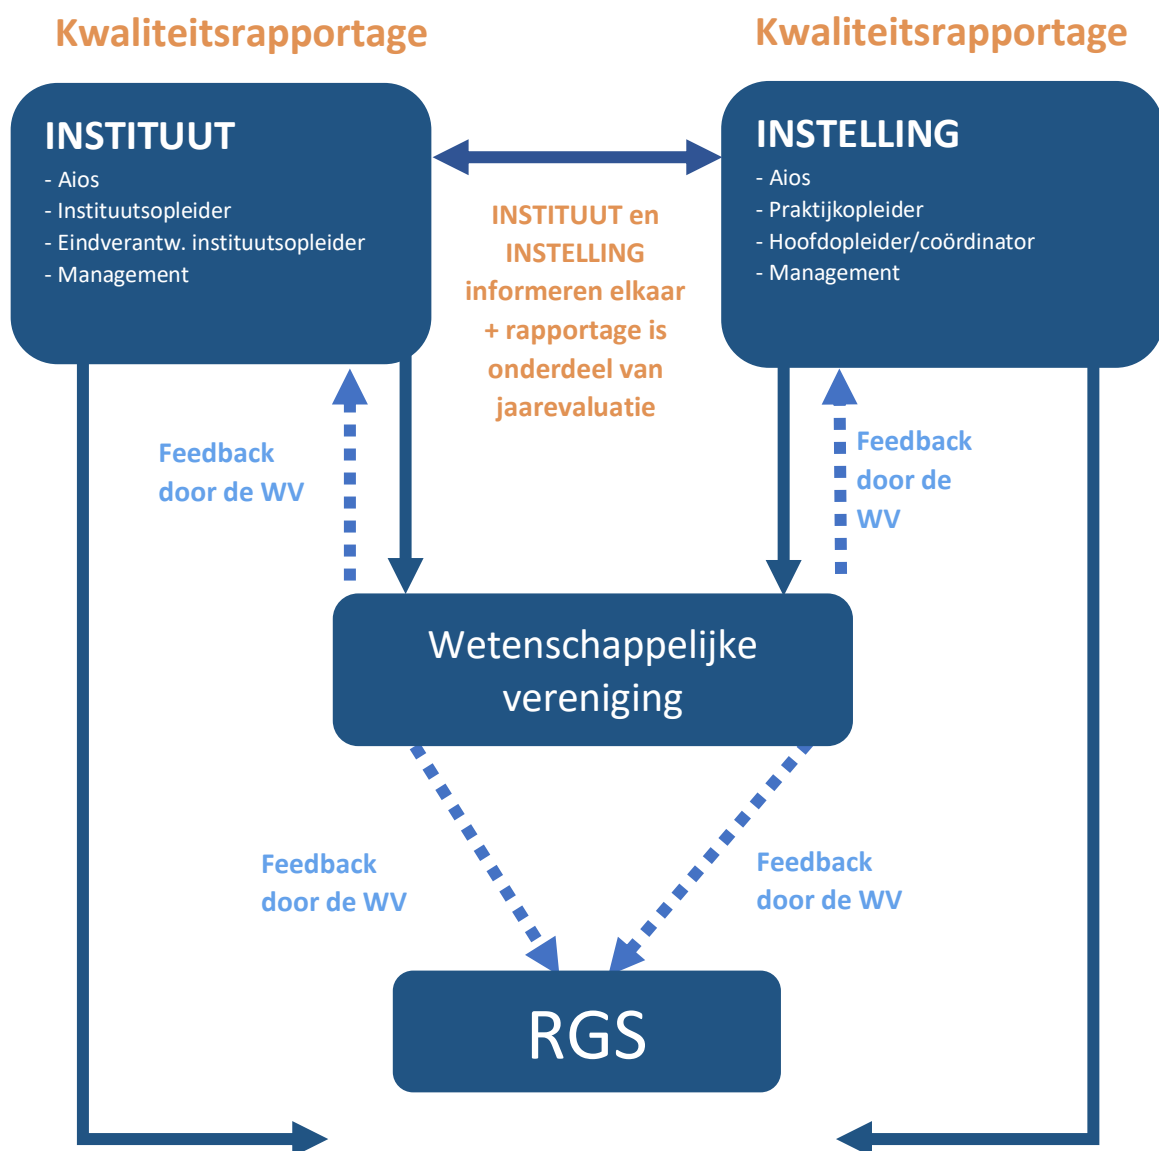 Kwaliteitsrapportage
Kwaliteitsrapportage
INSTITUUT
- Aios
- Instituutsopleider
- Eindverantw. instituutsopleider
- Management
INSTELLING
- Aios
- Praktijkopleider
- Hoofdopleider/coördinator
- Management
INSTITUUT en
INSTELLING
informeren elkaar
+ rapportage is
onderdeel van
jaarevaluatie
Feedback
door de WV
Feedback
door de
WV
Wetenschappelijke
vereniging
Feedback
door de WV
Feedback
door de WV
RGS